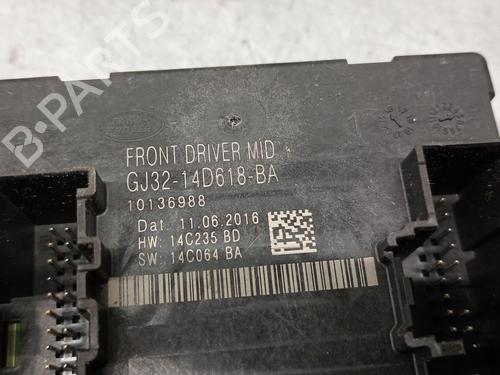 B-PARTS
FRONT DRIVER MID
GJ32-14D618-BA
10136988
Dat. 11.06.2016
HW: 14C235 BD
SW: 14C064 BA